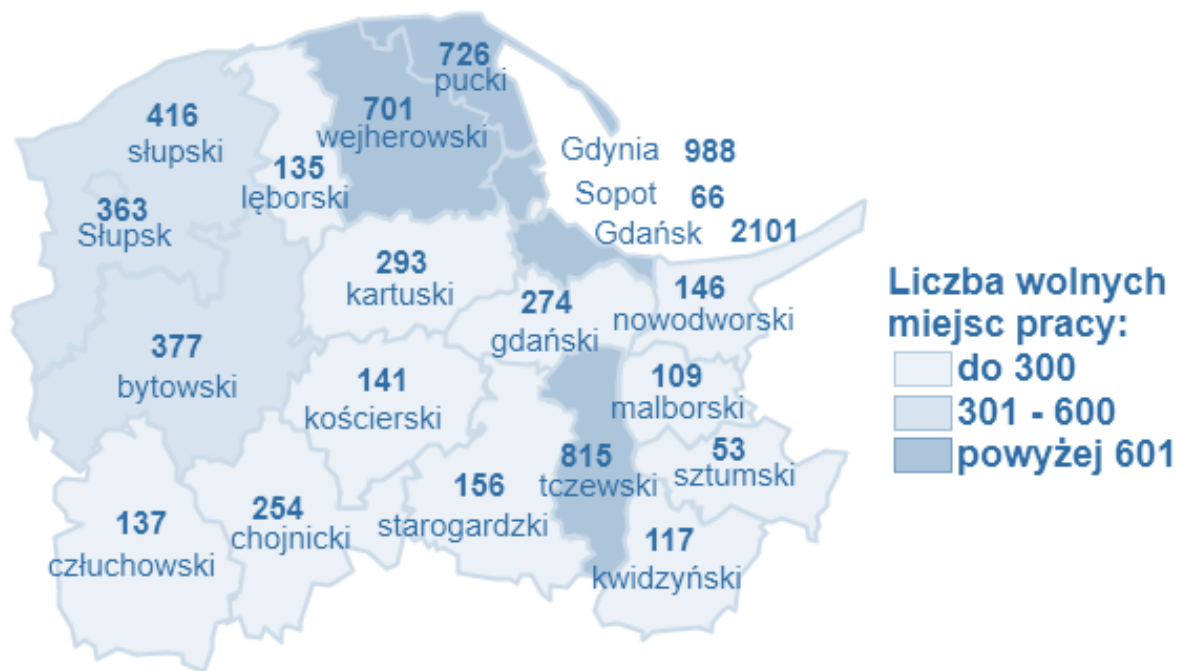 726
pucki
701
wejherowski
416
słupski
135
lęborski
363
Słupsk
Gdynia 988
Sopot 66
Gdańsk 2101
293
kartuski
274
gdański
146
nowodworski
377
bytowski
141
kościerski
109
malborski
815
tczewski
53
sztumski
156
starogardzki
254
chojnicki
137
człuchowski
117
kwidzyński
Liczba wolnych
miejsc pracy:
do 300
301 - 600
powyżej 601